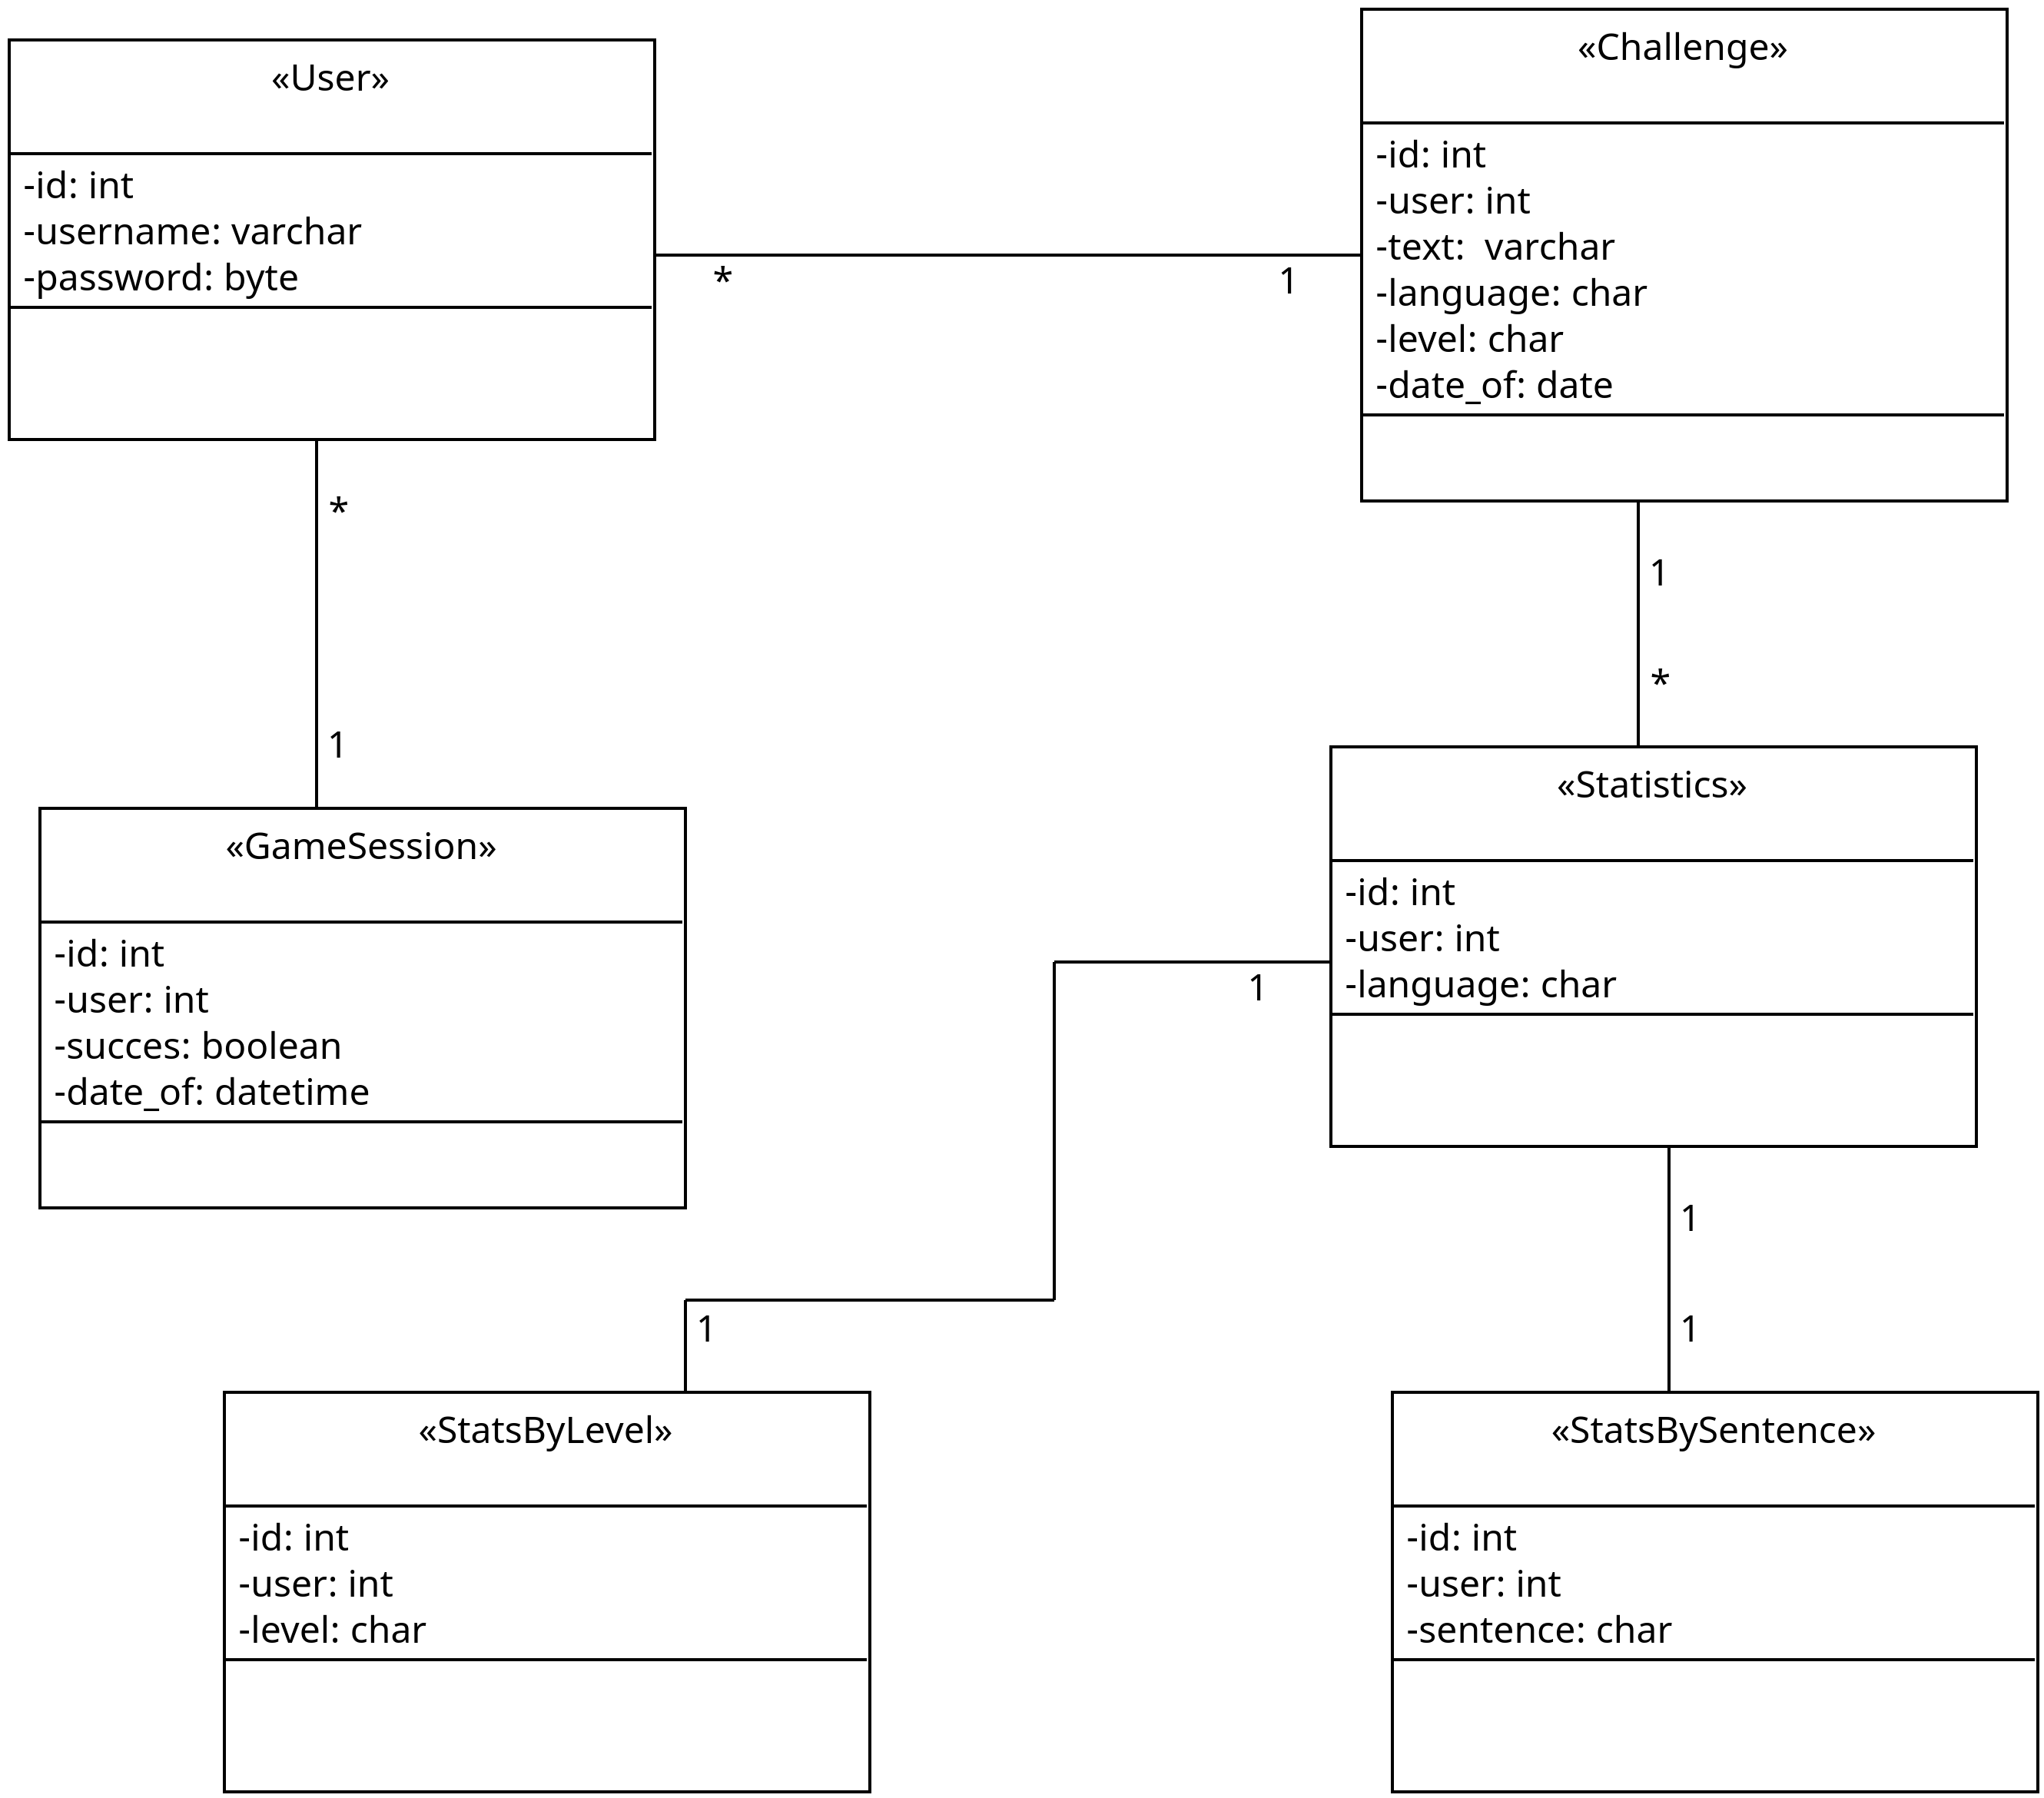 «User»
-id: int
-username: varchar
-password: byte
*
1
«Challenge»
-id: int
-user: int
-text:  varchar
-language: char
-level: char
-date_of: date
*
1
«GameSession»
-id: int
-user: int
-succes: boolean
-date_of: datetime
1
*
«Statistics»
-id: int
-user: int
-language: char
1
1
«StatsByLevel»
-id: int
-user: int
-level: char
1
1
«StatsBySentence»
-id: int
-user: int
-sentence: char